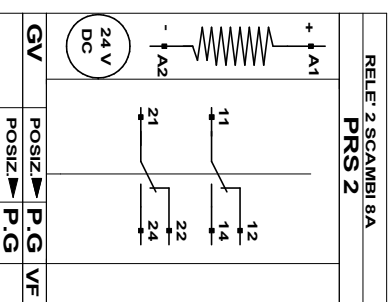 RELE' 2 SCAMBI 8A
PRS 2
+ A1
- A2
24 V
DC
11
12
14
21
22
24
GV POSIZ. P.G VF
POSIZ. P.G